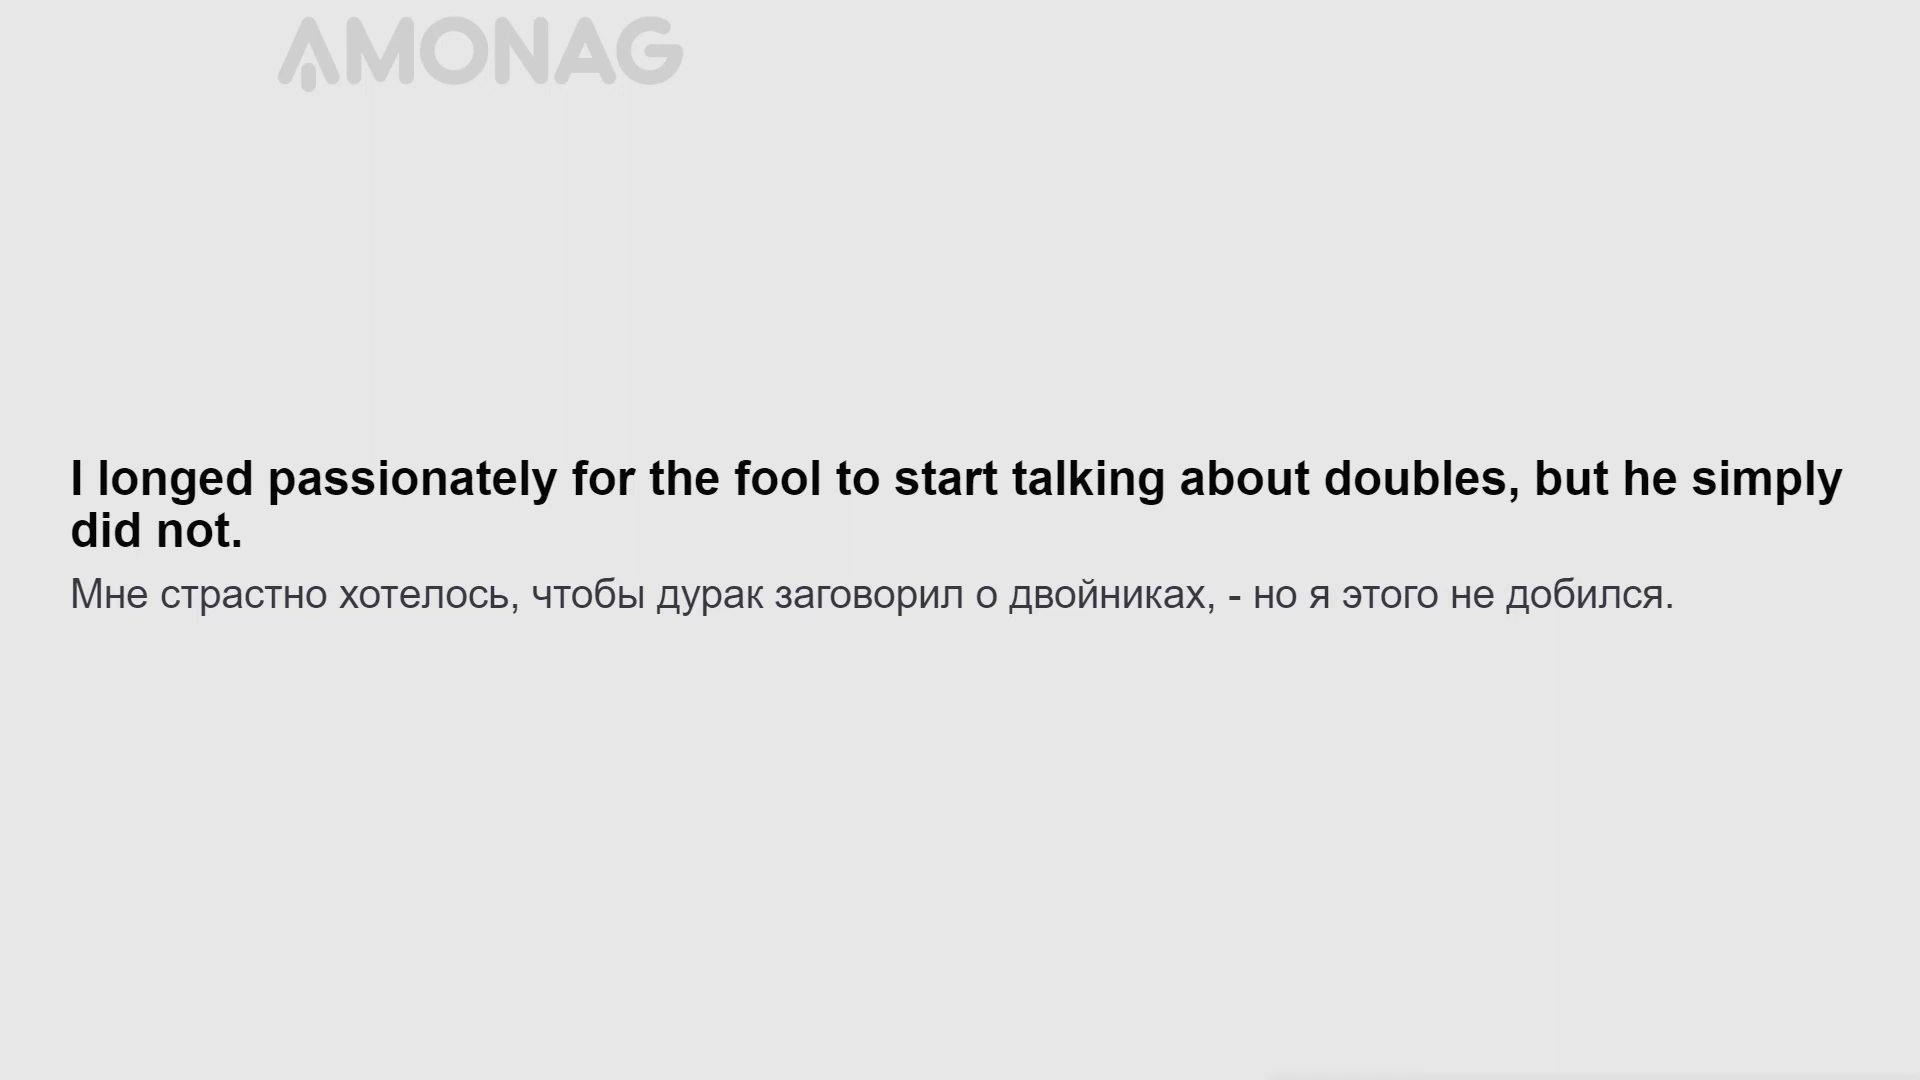 AMONAG
I longed passionately for the fool to start talking about doubles, but he simply
did not.
Мне страстно хотелось, чтобы дурак заговорил о двойниках, - но я этого не добился.